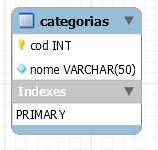 categorias
cod INT
nome VARCHAR(50)
Indexes
PRIMARY